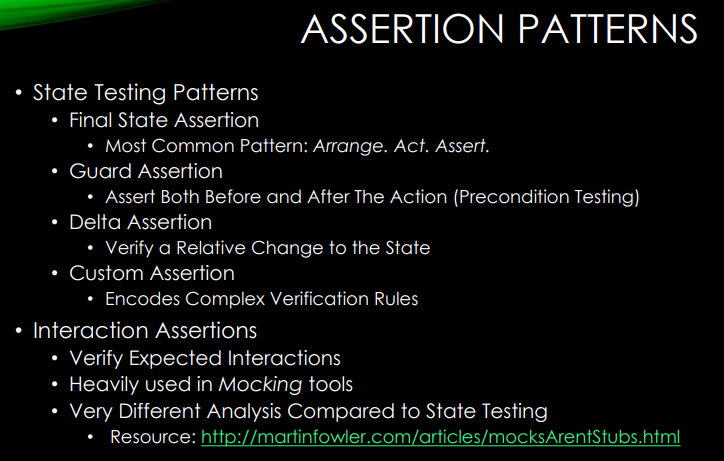 ASSERTION PATTERNS
• State Testing Patterns
• Final State Assertion
• Most Common Pattern: Arrange. Act. Assert.
• Guard Assertion
• Assert Both Before and After The Action (Precondition Testing)
• Delta Assertion
• Verify a Relative Change to the State
• Custom Assertion
• Encodes Complex Verification Rules
• Interaction Assertions
• Verify Expected Interactions
• Heavily used in Mocking tools
• Very Different Analysis Compared to State Testing
• Resource: http://martinfowler.com/articles/mocksArentStubs.html